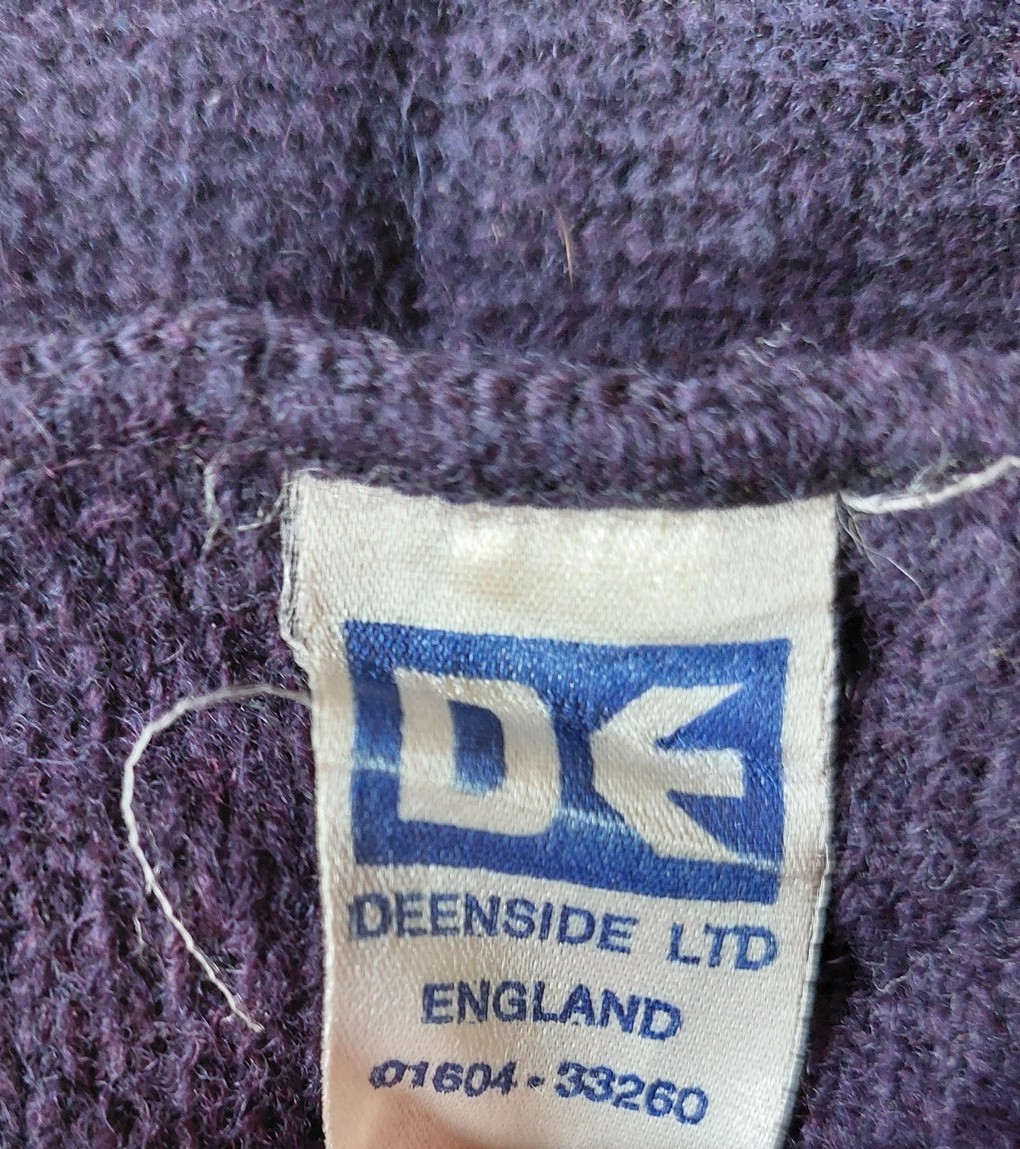 DE
DEENSIDE LTD
ENGLAND
01604 · 33260